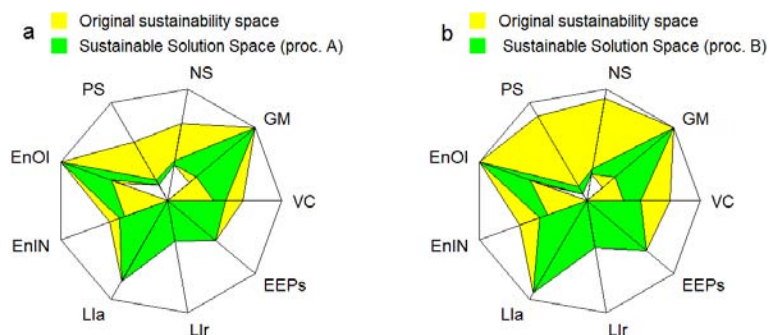 a
Original sustainability space
Sustainable Solution Space (proc. A)
NS
PS
GM
EnOI
VC
EnIN
EEPs
LIa
LIr
b
Original sustainability space
Sustainable Solution Space (proc. B)
NS
PS
GM
EnOI
VC
EnIN
EEPs
LIa
LIr